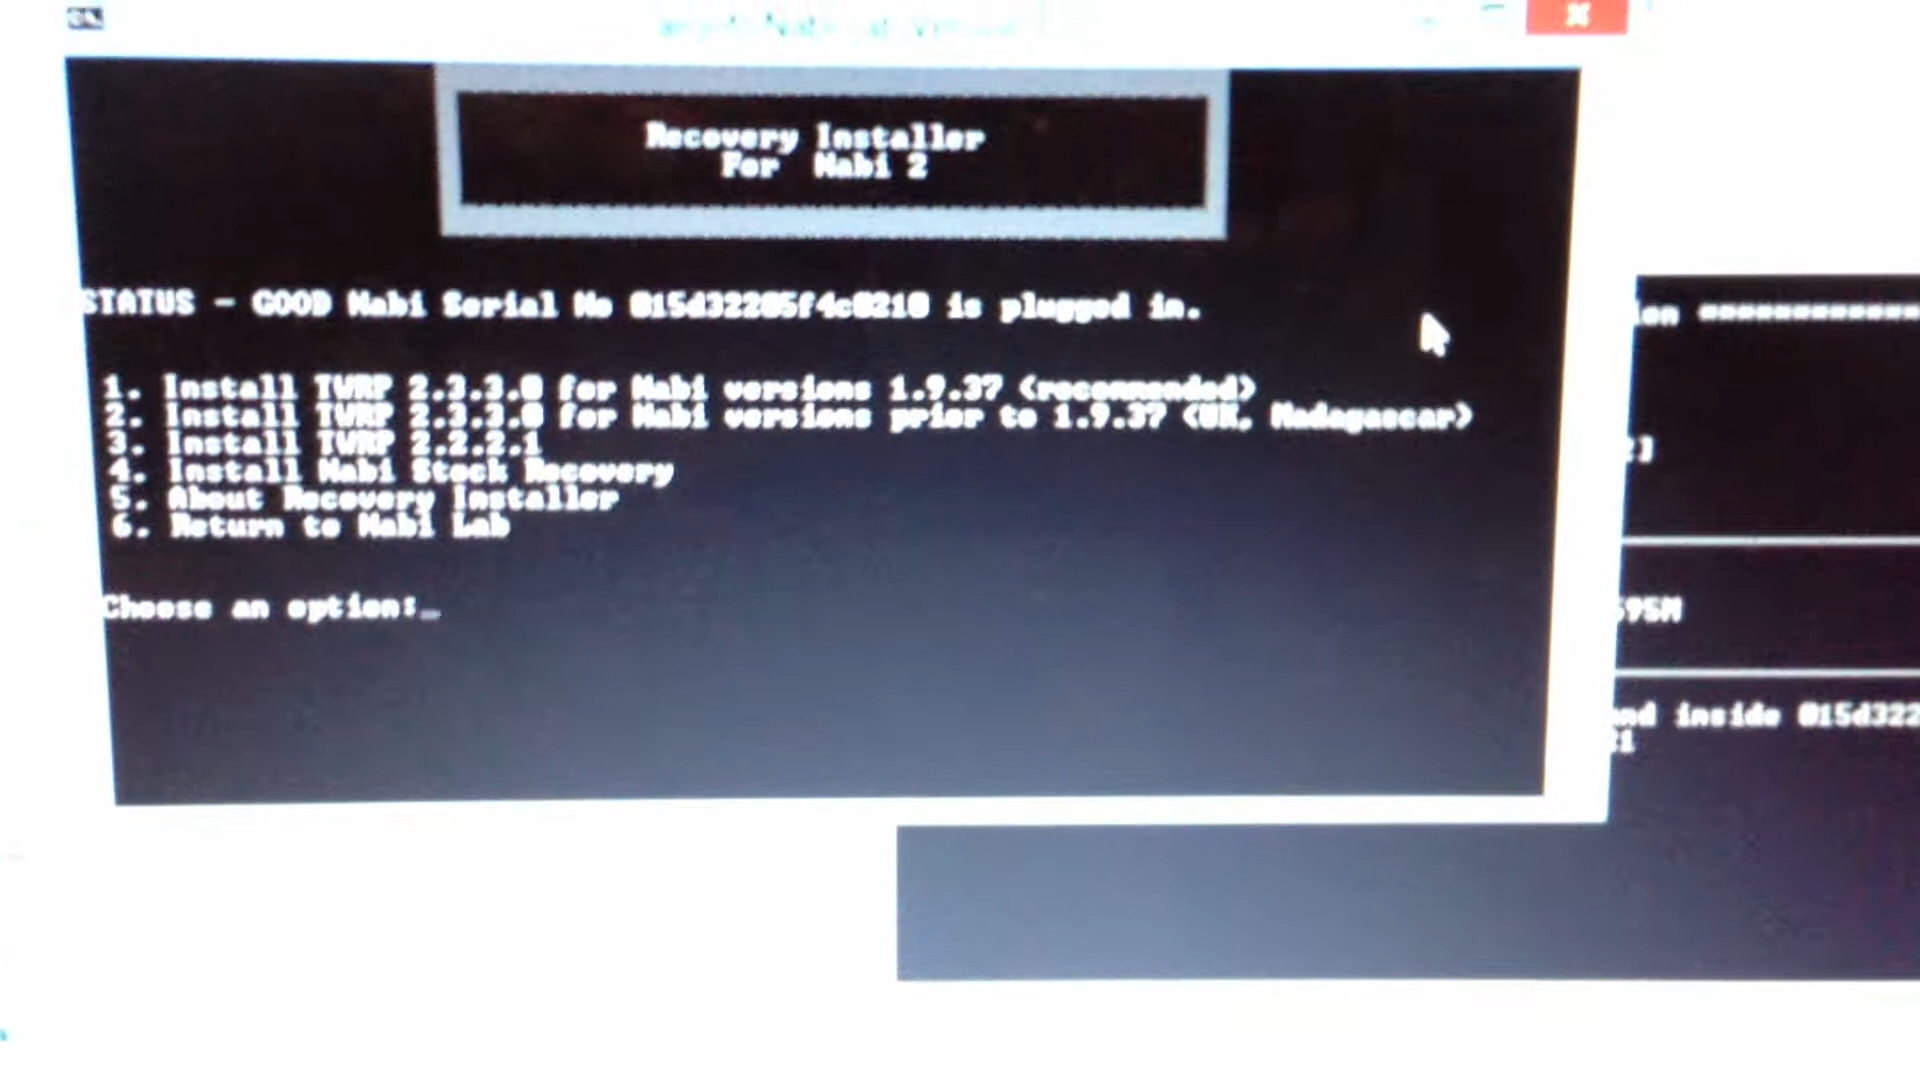 Recovery Installer
For Nabi 2
STATUS - GOOD Nabi Serial No 015d32205f4c0210 is plugged in.
1. Install TWRP 2.3.3.0 for Nabi versions 1.9.37 (recommended)
2. Install TWRP 2.3.3.0 for Nabi versions prior to 1.9.37 (UK, Madagascar)
3. Install TWRP 2.2.2.1
4. Install Nabi Stock Recovery
5. About Recovery Installer
6. Return to Nabi Lab
Choose an option:_
inside 015d322